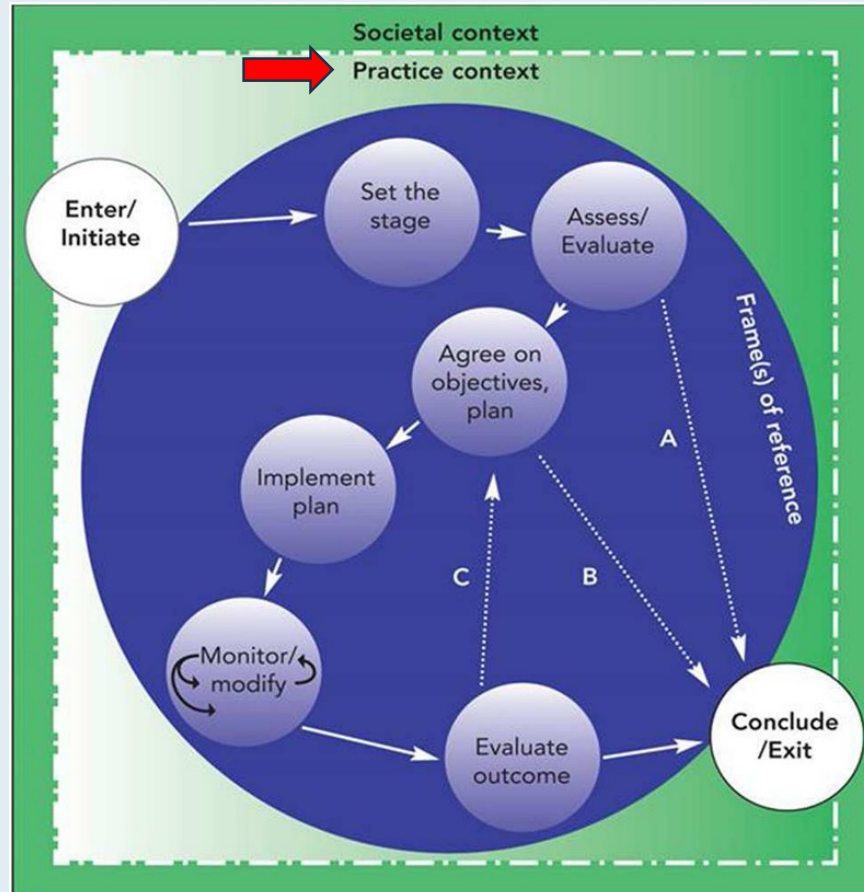 Societal context
Practice context
Enter/
Initiate
Set the
stage
Assess/
Evaluate
Agree on
objectives,
plan
Frame(s) of reference
A
Implement
plan
C
B
Monitor/
modify
Evaluate
outcome
Conclude
/Exit